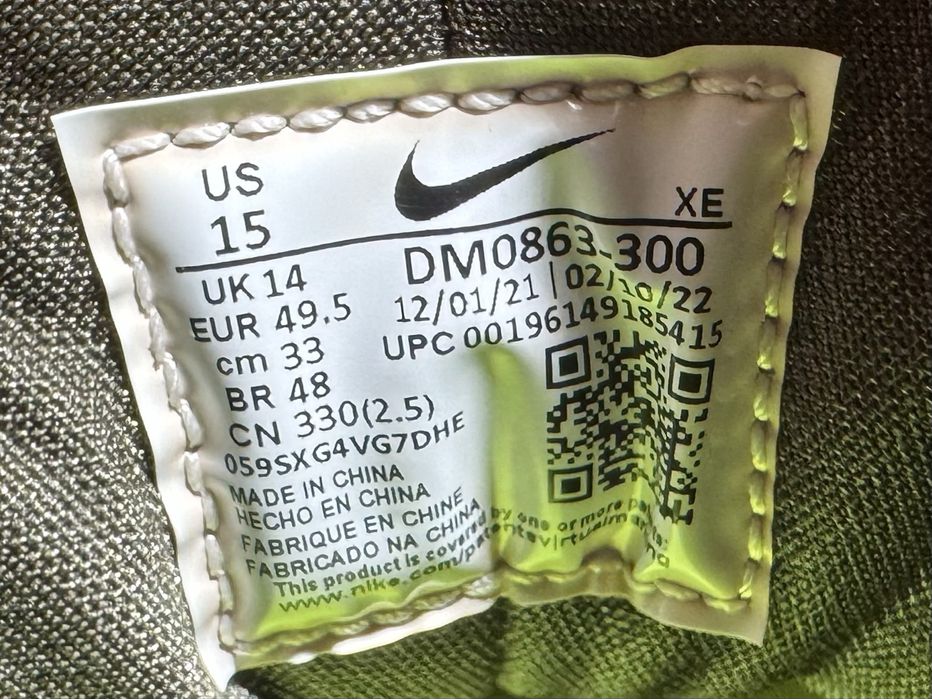 US
15
XE
UK 14
EUR 49.5
cm 33
BR 48
CN 330(2.5)
059SXG4VG7DHE
MADE IN CHINA
HECHO EN CHINA
FABRIQUE EN CHINE
FABRICADO NA CHINA
DM0863-300
12/01/21 | 02/10/22
UPC 00196149185415
This product is covered by one or more
www.nike.com/patentsvirtualmarking